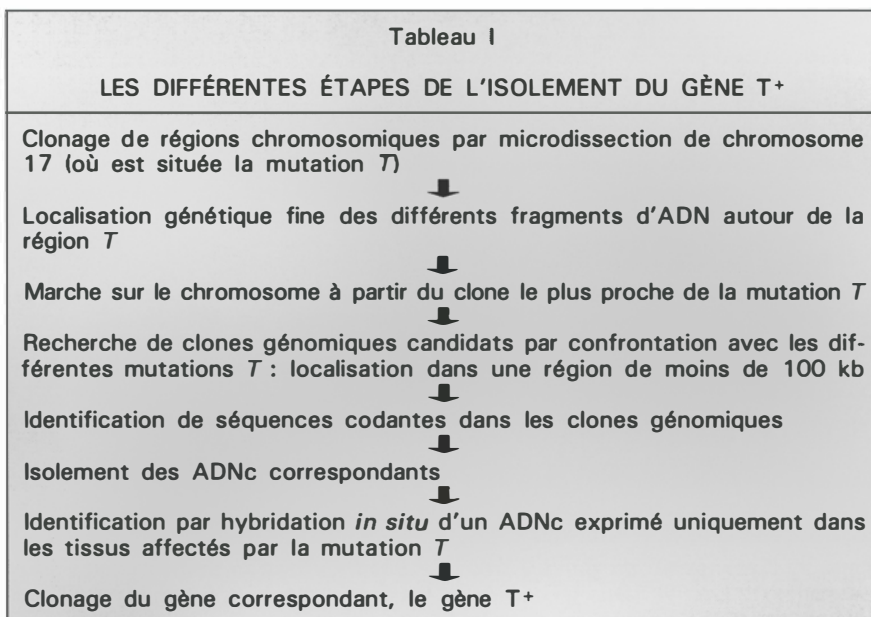 Tableau I
LES DIFFÉRENTES ÉTAPES DE L'ISOLEMENT DU GÈNE T+
Clonage de régions chromosomiques par microdissection de chromosome
17 (où est située la mutation T)
Localisation génétique fine des différents fragments d'ADN autour de la
région T
Marche sur le chromosome à partir du clone le plus proche de la mutation T
Recherche de clones génomiques candidats par confrontation avec les dif-
férentes mutations T : localisation dans une région de moins de 100 kb
Identification de séquences codantes dans les clones génomiques
Isolement des ADNc correspondants
Identification par hybridation in situ d'un ADNc exprimé uniquement dans
les tissus affectés par la mutation T
Clonage du gène correspondant, le gène T+